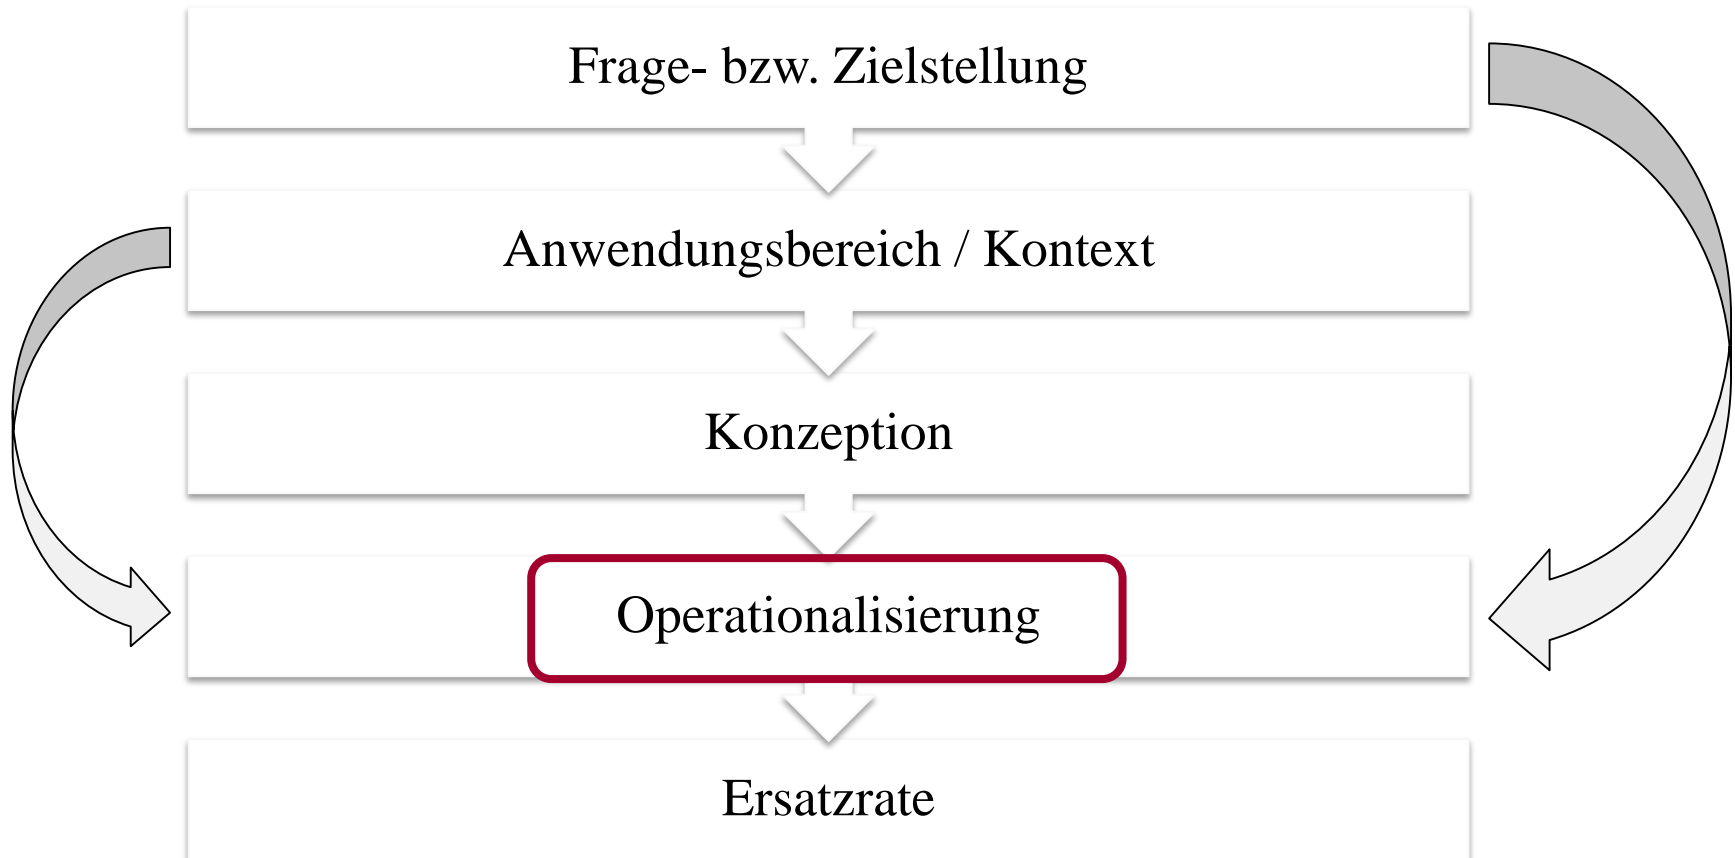 Frage- bzw. Zielstellung
Anwendungsbereich / Kontext
Konzeption
Operationalisierung
Ersatzrate